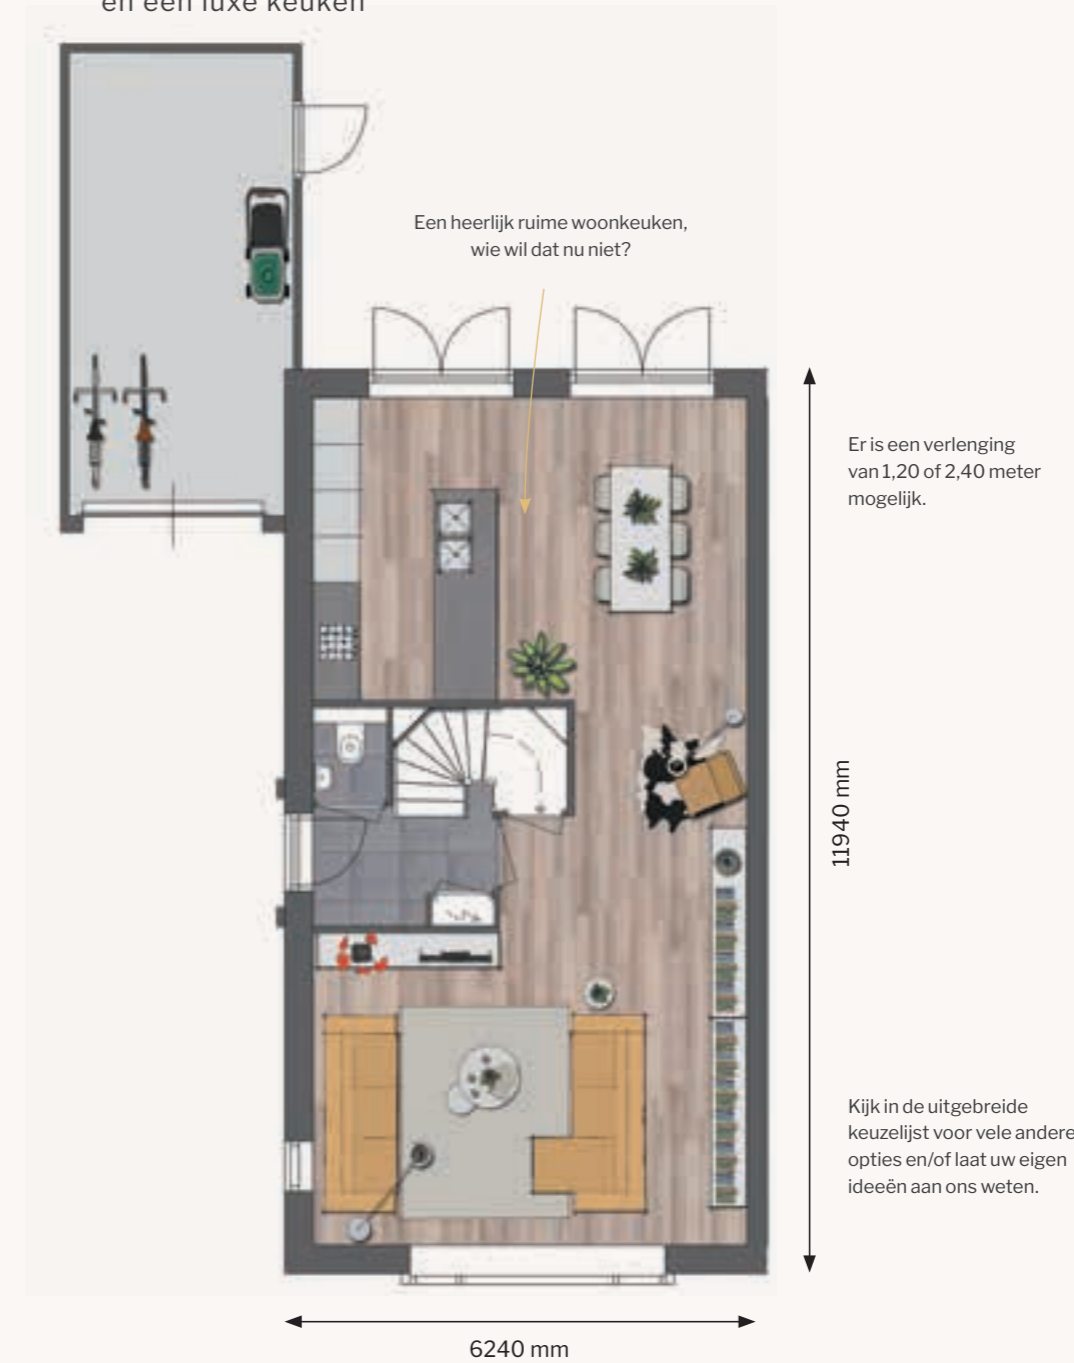 en een luxe keuken
Een heerlijk ruime woonkeuken,
wie wil dat nu niet?
Er is een verlenging
van 1,20 of 2,40 meter
mogelijk.
11940 mm
Kijk in de uitgebreide
keuzelijst voor vele andere
opties en/of laat uw eigen
ideeën aan ons weten.
6240 mm